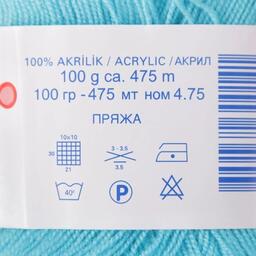 100% AKRİLİK / ACRYLIC / АКРИЛ
100 g ca. 475 m
100 гр - 475 мт ном 4.75
ПРЯЖА
10x10
30
21
3 - 3.5
3.5
40°
P